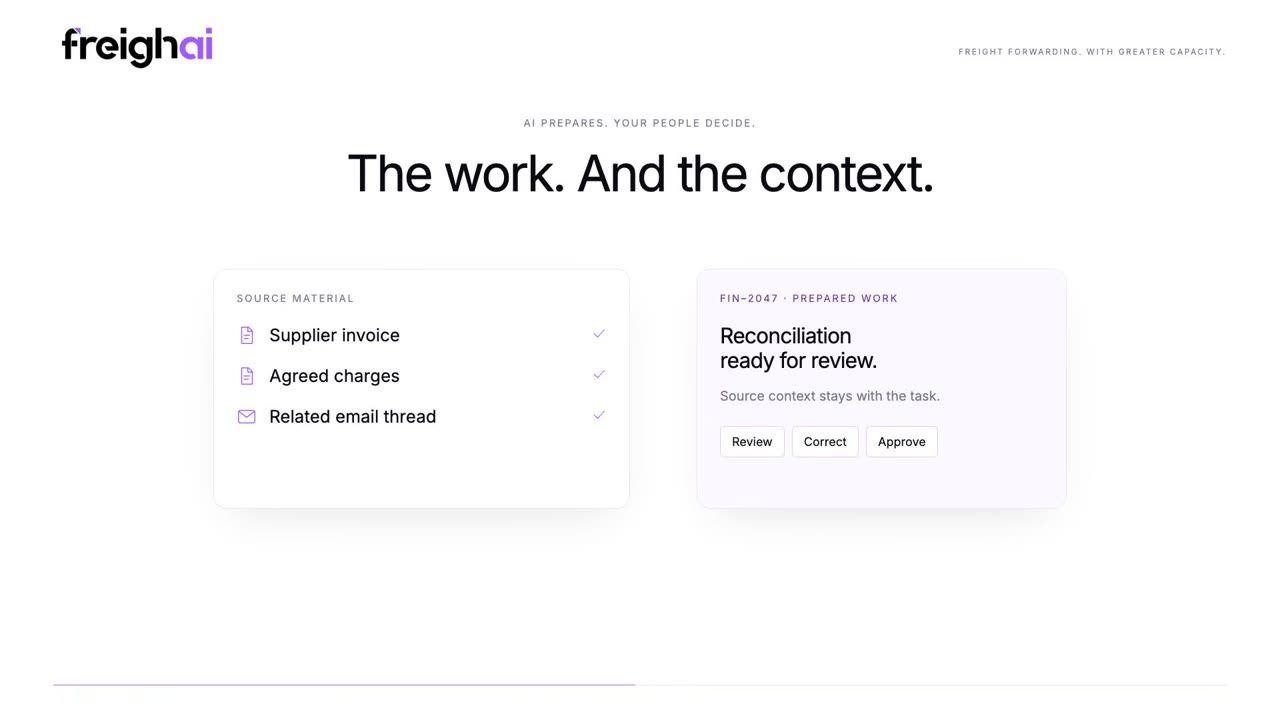 freighai
FREIGHT FORWARDING. WITH GREATER CAPACITY.
AI PREPARES. YOUR PEOPLE DECIDE.
The work. And the context.
SOURCE MATERIAL
Supplier invoice
Agreed charges
Related email thread
FIN–2047 · PREPARED WORK
Reconciliation
ready for review.
Source context stays with the task.
Review Correct Approve